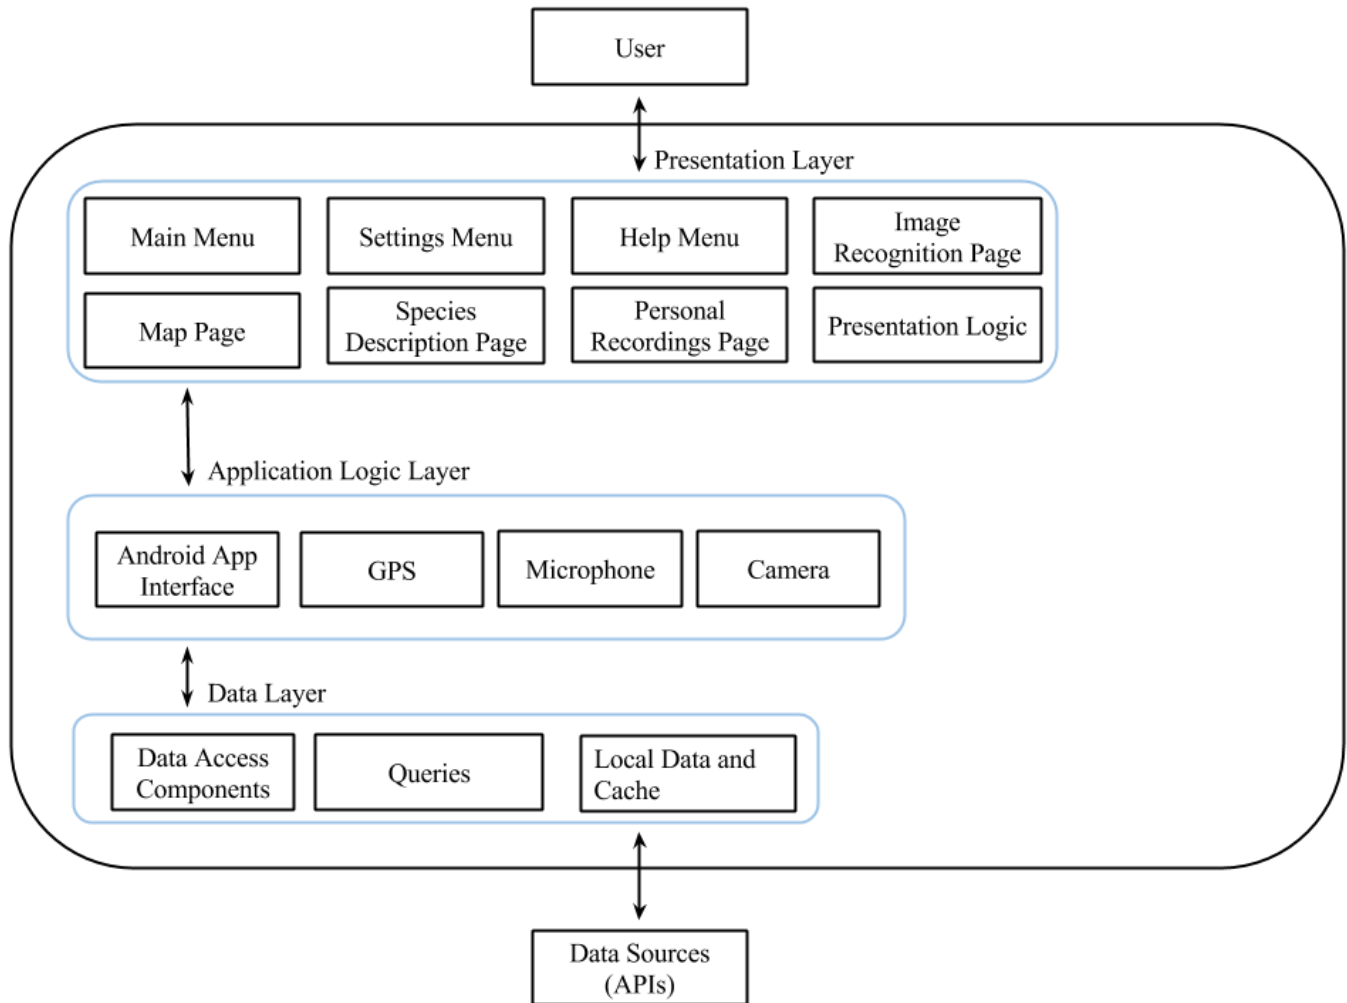 User
Presentation Layer
Main Menu
Settings Menu
Help Menu
Image
Recognition Page
Map Page
Species
Description Page
Personal
Recordings Page
Presentation Logic
Application Logic Layer
Android App
Interface
GPS
Microphone
Camera
Data Layer
Data Access
Components
Queries
Local Data and
Cache
Data Sources
(APIs)